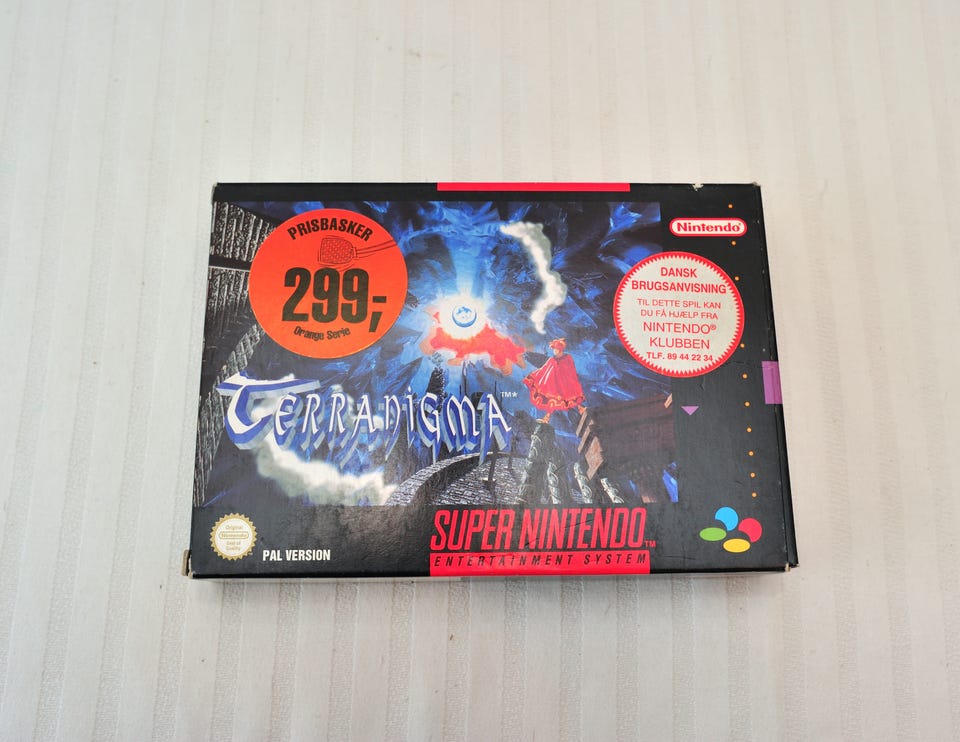 PRISBASKER
299,-
Orange Serie
Nintendo®
DANSK
BRUGSANVISNING
TIL DETTE SPIL KAN
DU FÅ HJÆLP FRA
NINTENDO®
KLUBBEN
TLF. 89 44 22 34
TERRANIGMA™*
Original
Nintendo
Seal of
Quality
PAL VERSION
SUPER NINTENDO™
ENTERTAINMENT SYSTEM